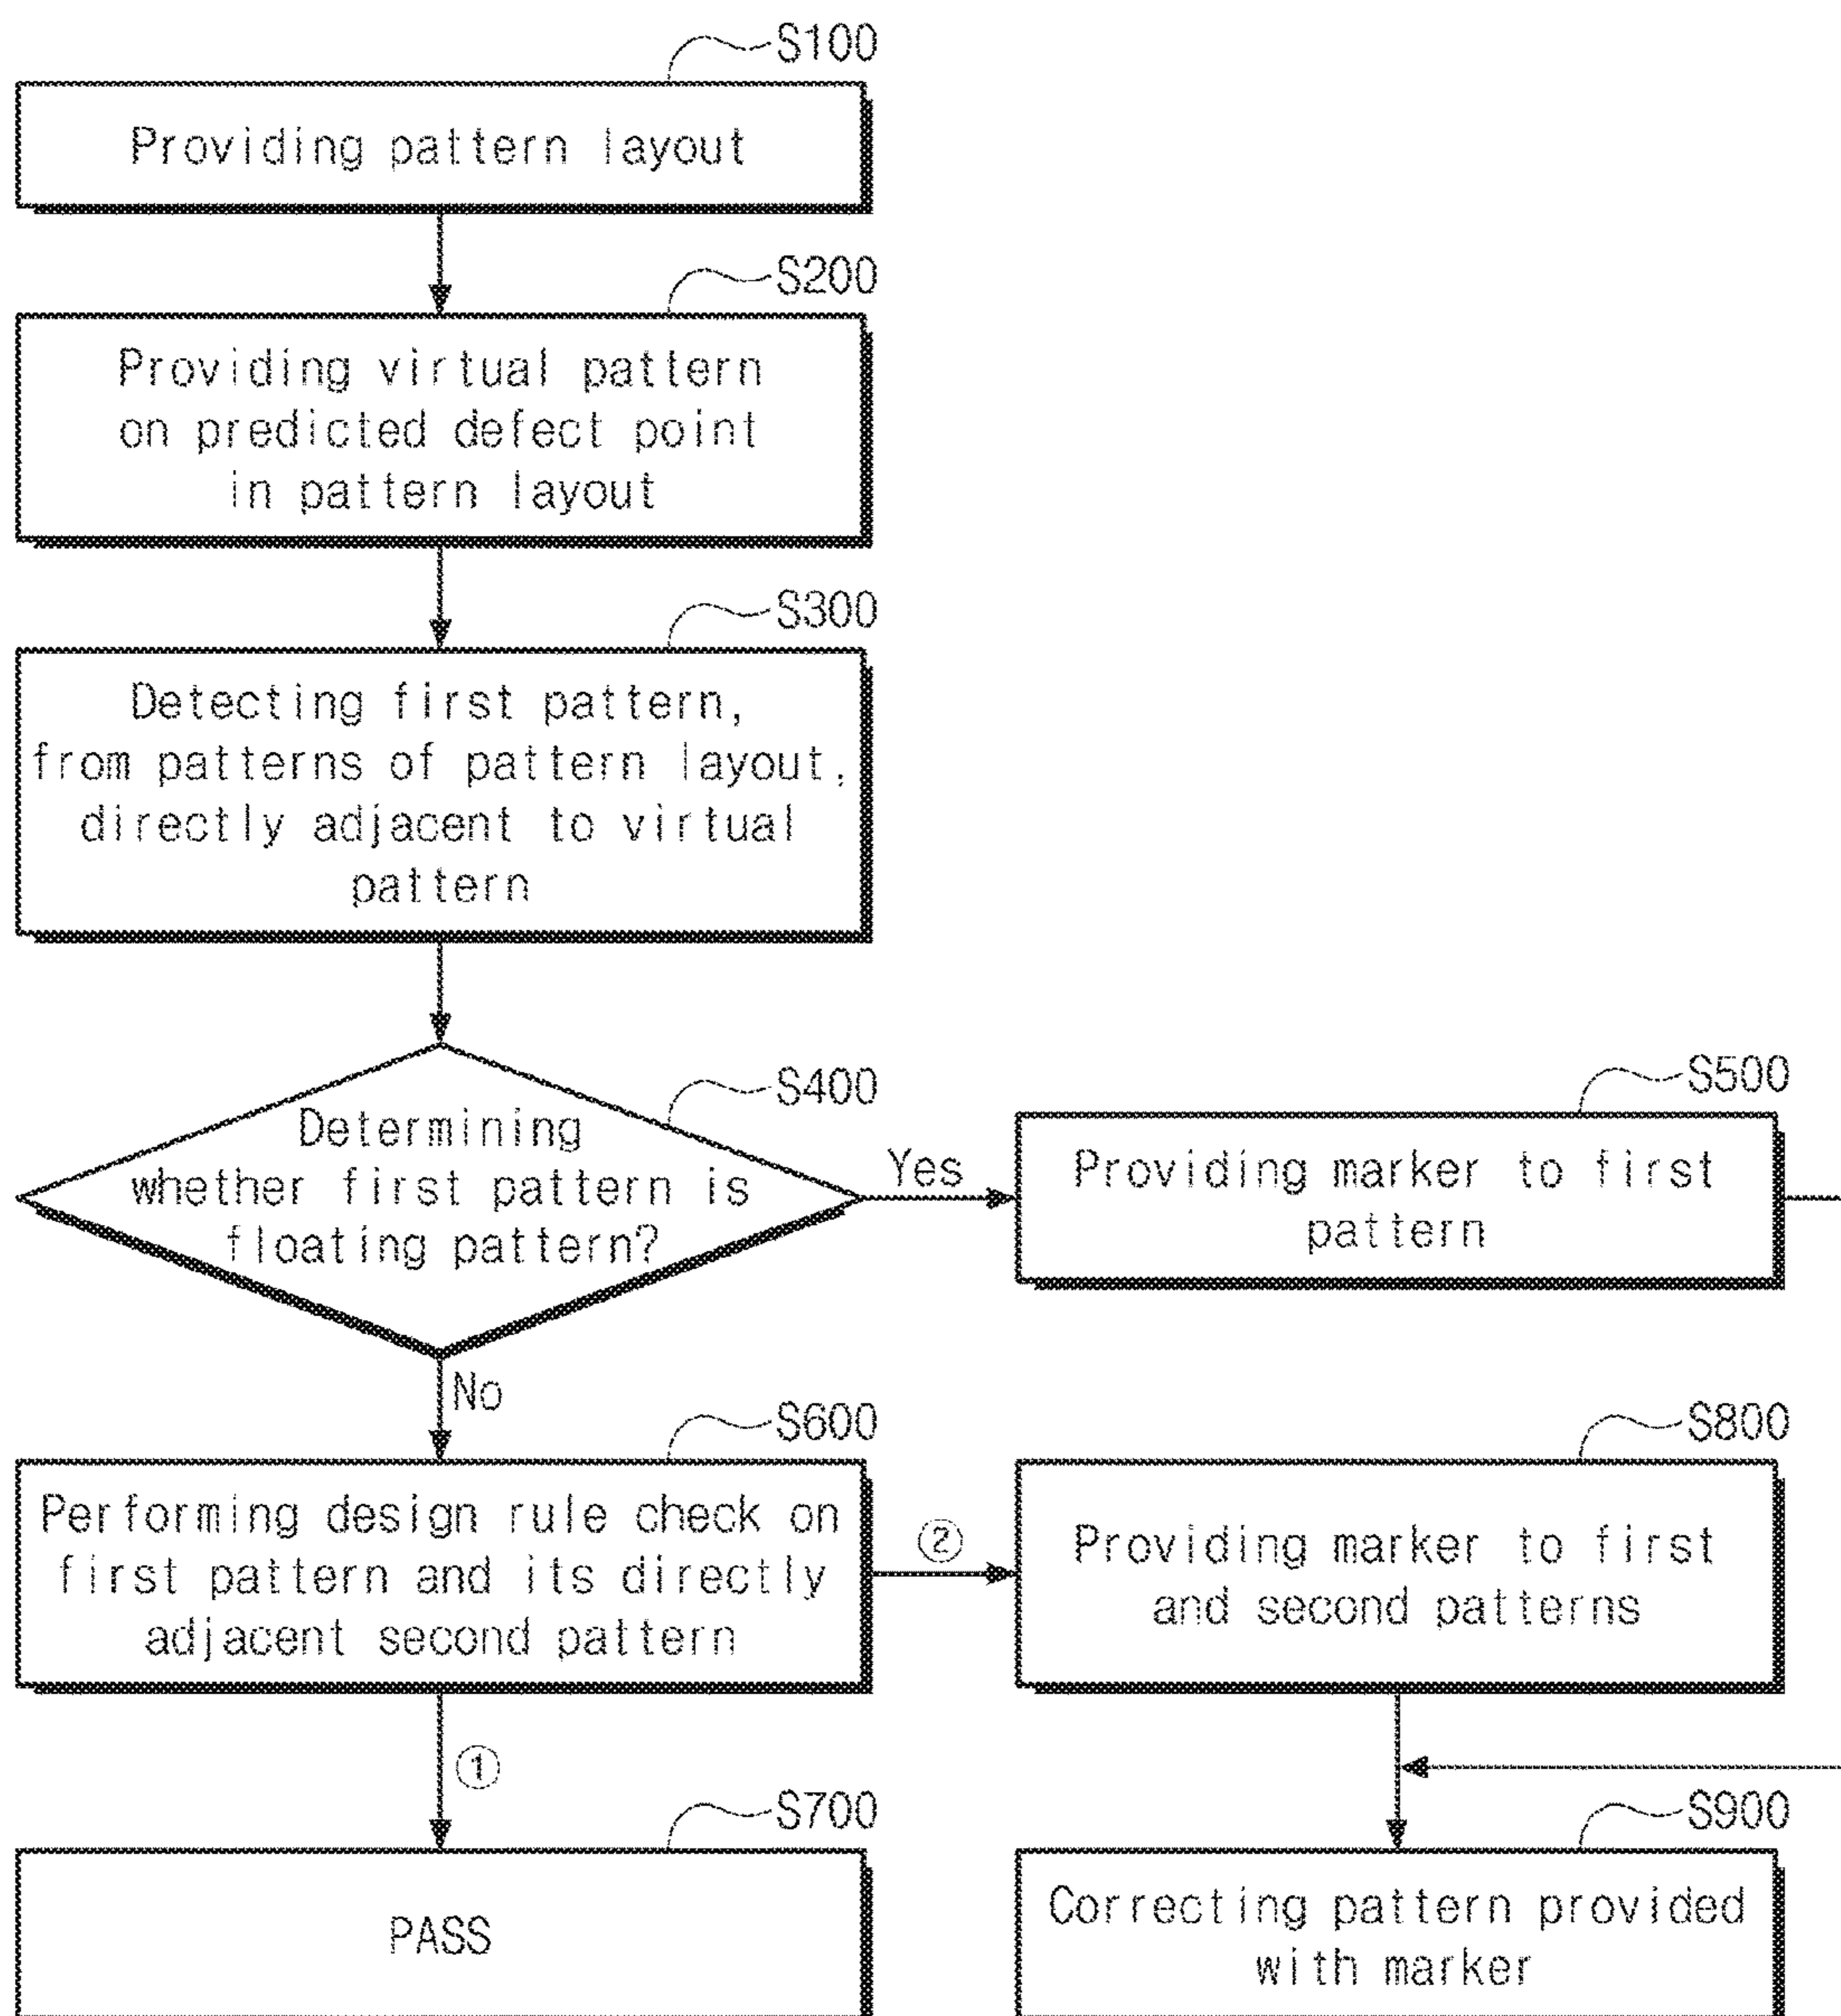 S100
Providing pattern layout
S200
Providing virtual pattern
on predicted defect point
in pattern layout
S300
Detecting first pattern,
from patterns of pattern layout,
directly adjacent to virtual
pattern
S400
Determining
whether first pattern is
floating pattern?
Yes
S500
Providing marker to first
pattern
No
S600
Performing design rule check on
first pattern and its directly
adjacent second pattern
②
S800
Providing marker to first
and second patterns
①
S700
PASS
S900
Correcting pattern provided
with marker